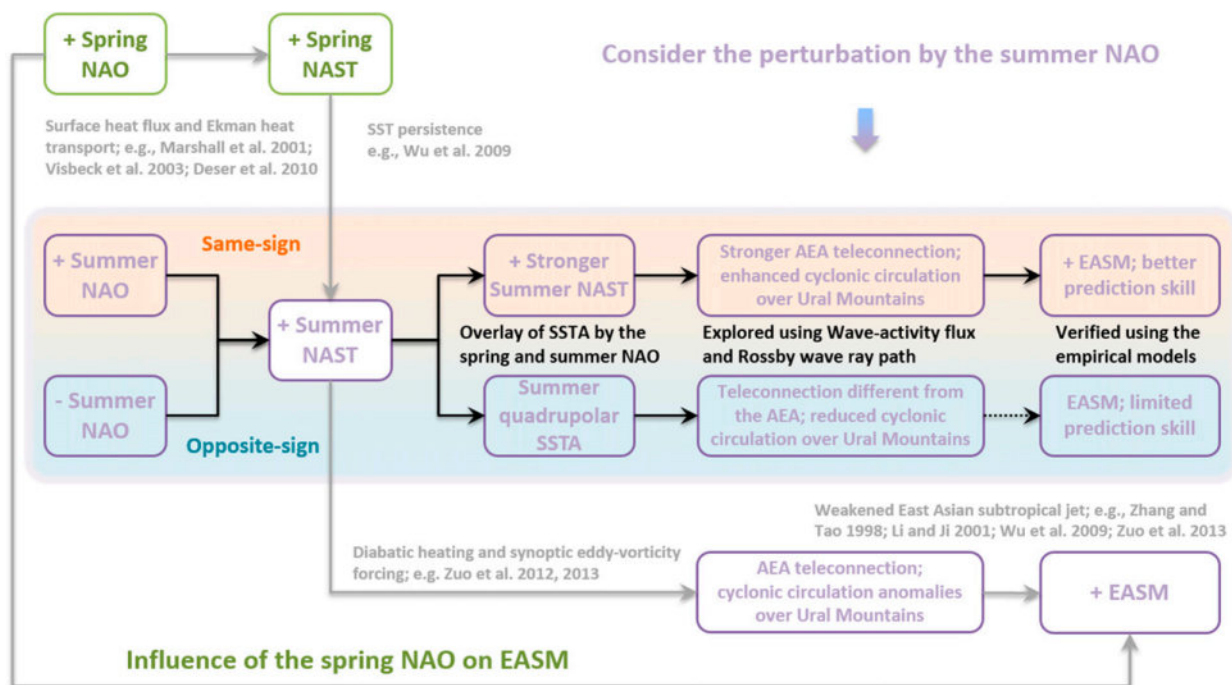 + Spring
NAO
+ Spring
NAST
Consider the perturbation by the summer NAO
Surface heat flux and Ekman heat
transport; e.g., Marshall et al. 2001;
Visbeck et al. 2003; Deser et al. 2010
SST persistence
e.g., Wu et al. 2009
Same-sign
+ Summer
NAO
+ Stronger
Summer NAST
Stronger AEA teleconnection;
enhanced cyclonic circulation
over Ural Mountains
+ EASM; better
prediction skill
+ Summer
NAST
Overlay of SSTA by the
spring and summer NAO
Explored using Wave-activity flux
and Rossby wave ray path
Verified using the
empirical models
- Summer
NAO
Opposite-sign
Summer
quadrupolar
SSTA
Teleconnection different from
the AEA; reduced cyclonic
circulation over Ural Mountains
EASM; limited
prediction skill
Weakened East Asian subtropical jet; e.g., Zhang and
Tao 1998; Li and Ji 2001; Wu et al. 2009; Zuo et al. 2013
Diabatic heating and synoptic eddy-vorticity
forcing; e.g. Zuo et al. 2012, 2013
AEA teleconnection;
cyclonic circulation anomalies
over Ural Mountains
+ EASM
Influence of the spring NAO on EASM